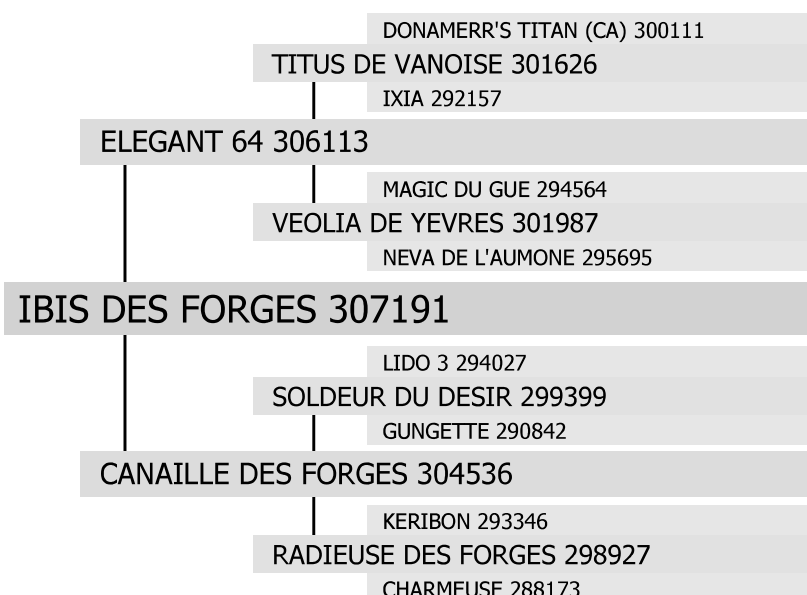 DONAMERR'S TITAN (CA) 300111
TITUS DE VANOISE 301626
IXIA 292157
ELEGANT 64 306113
MAGIC DU GUE 294564
VEOLIA DE YEVRES 301987
NEVA DE L'AUMONE 295695
IBIS DES FORGES 307191
LIDO 3 294027
SOLDEUR DU DESIR 299399
GUNGETTE 290842
CANAILLE DES FORGES 304536
KERIBON 293346
RADIEUSE DES FORGES 298927
CHARMEUSE 288173